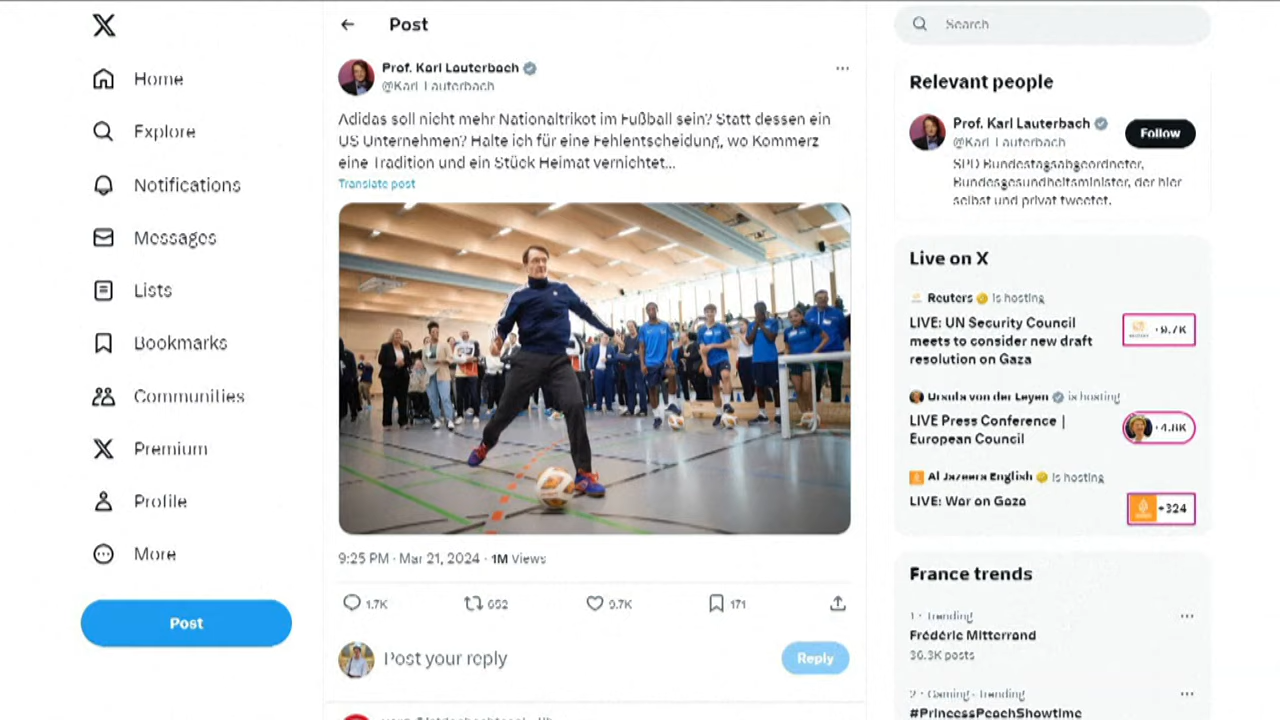 Home
Explore
Notifications
Messages
Lists
Bookmarks
Communities
Premium
Profile
More
Post
Post
Prof. Karl Lauterbach
@Karl_Lauterbach
Adidas soll nicht mehr Nationaltrikot im Fußball sein? Statt dessen ein
US Unternehmen? Halte ich für eine Fehlentscheidung, wo Kommerz
eine Tradition und ein Stück Heimat vernichtet...
Translate post
9:25 PM · Mar 21, 2024 · 1M Views
1.7K
652
9.7K
171
Post your reply
Reply
Search
Relevant people
Prof. Karl Lauterbach
@Karl_Lauterbach
Follow
SPD Bundestagsabgeordneter,
Bundesgesundheitsminister, der hier
selbst und privat tweetet.
Live on X
Reuters is hosting
LIVE: UN Security Council
meets to consider new draft
resolution on Gaza
Ursula von der Leyen is hosting
LIVE Press Conference |
European Council
Al Jazeera English is hosting
LIVE: War on Gaza
+324
France trends
1 · Trending
Frédéric Mitterrand
36.3K posts
2 · Gaming · Trending
#PrincessPeachShowtime